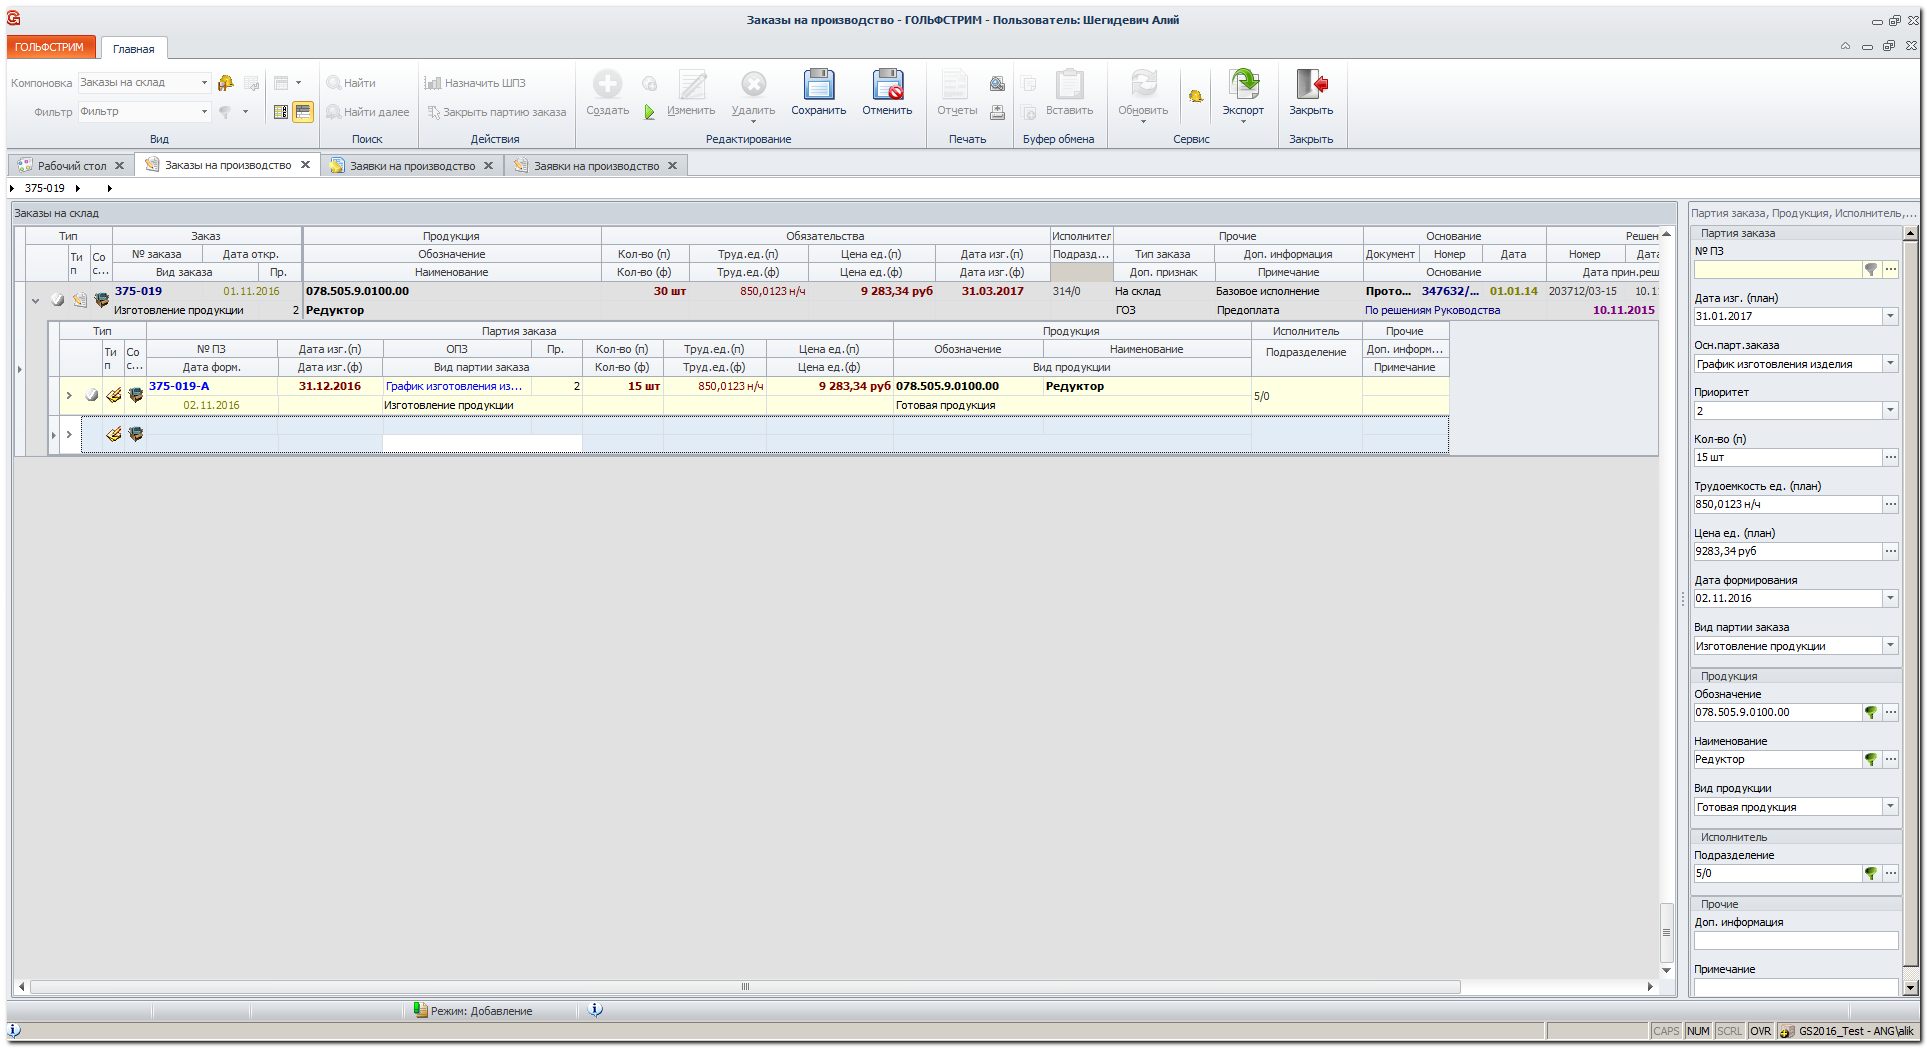 Заказы на производство - ГОЛЬФСТРИМ - Пользователь: Шегидевич Алий
ГОЛЬФСТРИМ Главная
Компоновка Заказы на склад
Фильтр Фильтр
Вид
Найти
Найти далее
Поиск
Назначить ШПЗ
Закрыть партию заказа
Действия
Создать Изменить Удалить Сохранить Отменить
Редактирование
Отчеты
Печать
Вставить
Буфер обмена
Обновить Экспорт
Сервис
Закрыть
Закрыть
Рабочий стол Заказы на производство Заявки на производство Заявки на производство
375-019
Заказы на склад
Тип Заказ Продукция Обязательства Исполнител Прочие Основание Решен
Ти п Со с... № заказа Дата откр. Обозначение Кол-во (п) Труд.ед.(п) Цена ед.(п) Дата изг.(п) Подразд... Тип заказа Доп. информация Документ Номер Дата Номер Дата
Вид заказа Пр. Наименование Кол-во (ф) Труд.ед.(ф) Цена ед.(ф) Дата изг.(ф) Доп. признак Примечание Основание Дата прин.реш
375-019 01.11.2016 078.505.9.0100.00 30 шт 850,0123 н/ч 9 283,34 руб 31.03.2017 314/0 На склад Базовое исполнение Прото... 347632/... 01.01.14 203712/03-15 10.1
Изготовление продукции 2 Редуктор ГОЗ Предоплата По решениям Руководства 10.11.2015
Тип Партия заказа Продукция Исполнитель Прочие
Ти п Со с... № ПЗ Дата изг.(п) ОПЗ Пр. Кол-во (п) Труд.ед.(п) Цена ед.(п) Обозначение Наименование Подразделение Доп. информ...
Дата форм. Дата изг.(ф) Вид партии заказа Кол-во (ф) Труд.ед.(ф) Цена ед.(ф) Вид продукции Примечание
375-019-А 31.12.2016 График изготовления из... 2 15 шт 850,0123 н/ч 9 283,34 руб 078.505.9.0100.00 Редуктор 5/0
02.11.2016 Изготовление продукции Готовая продукция
Партия заказа, Продукция, Исполнитель,...
Партия заказа
№ ПЗ
Дата изг. (план)
31.01.2017
Осн.парт.заказа
График изготовления изделия
Приоритет
2
Кол-во (п)
15 шт
Трудоемкость ед. (план)
850,0123 н/ч
Цена ед. (план)
9283,34 руб
Дата формирования
02.11.2016
Вид партии заказа
Изготовление продукции
Продукция
Обозначение
078.505.9.0100.00
Наименование
Редуктор
Вид продукции
Готовая продукция
Исполнитель
Подразделение
5/0
Прочие
Доп. информация
Примечание
Режим: Добавление
CAPS NUM SCRL OVR GS2016_Test - ANG\alik